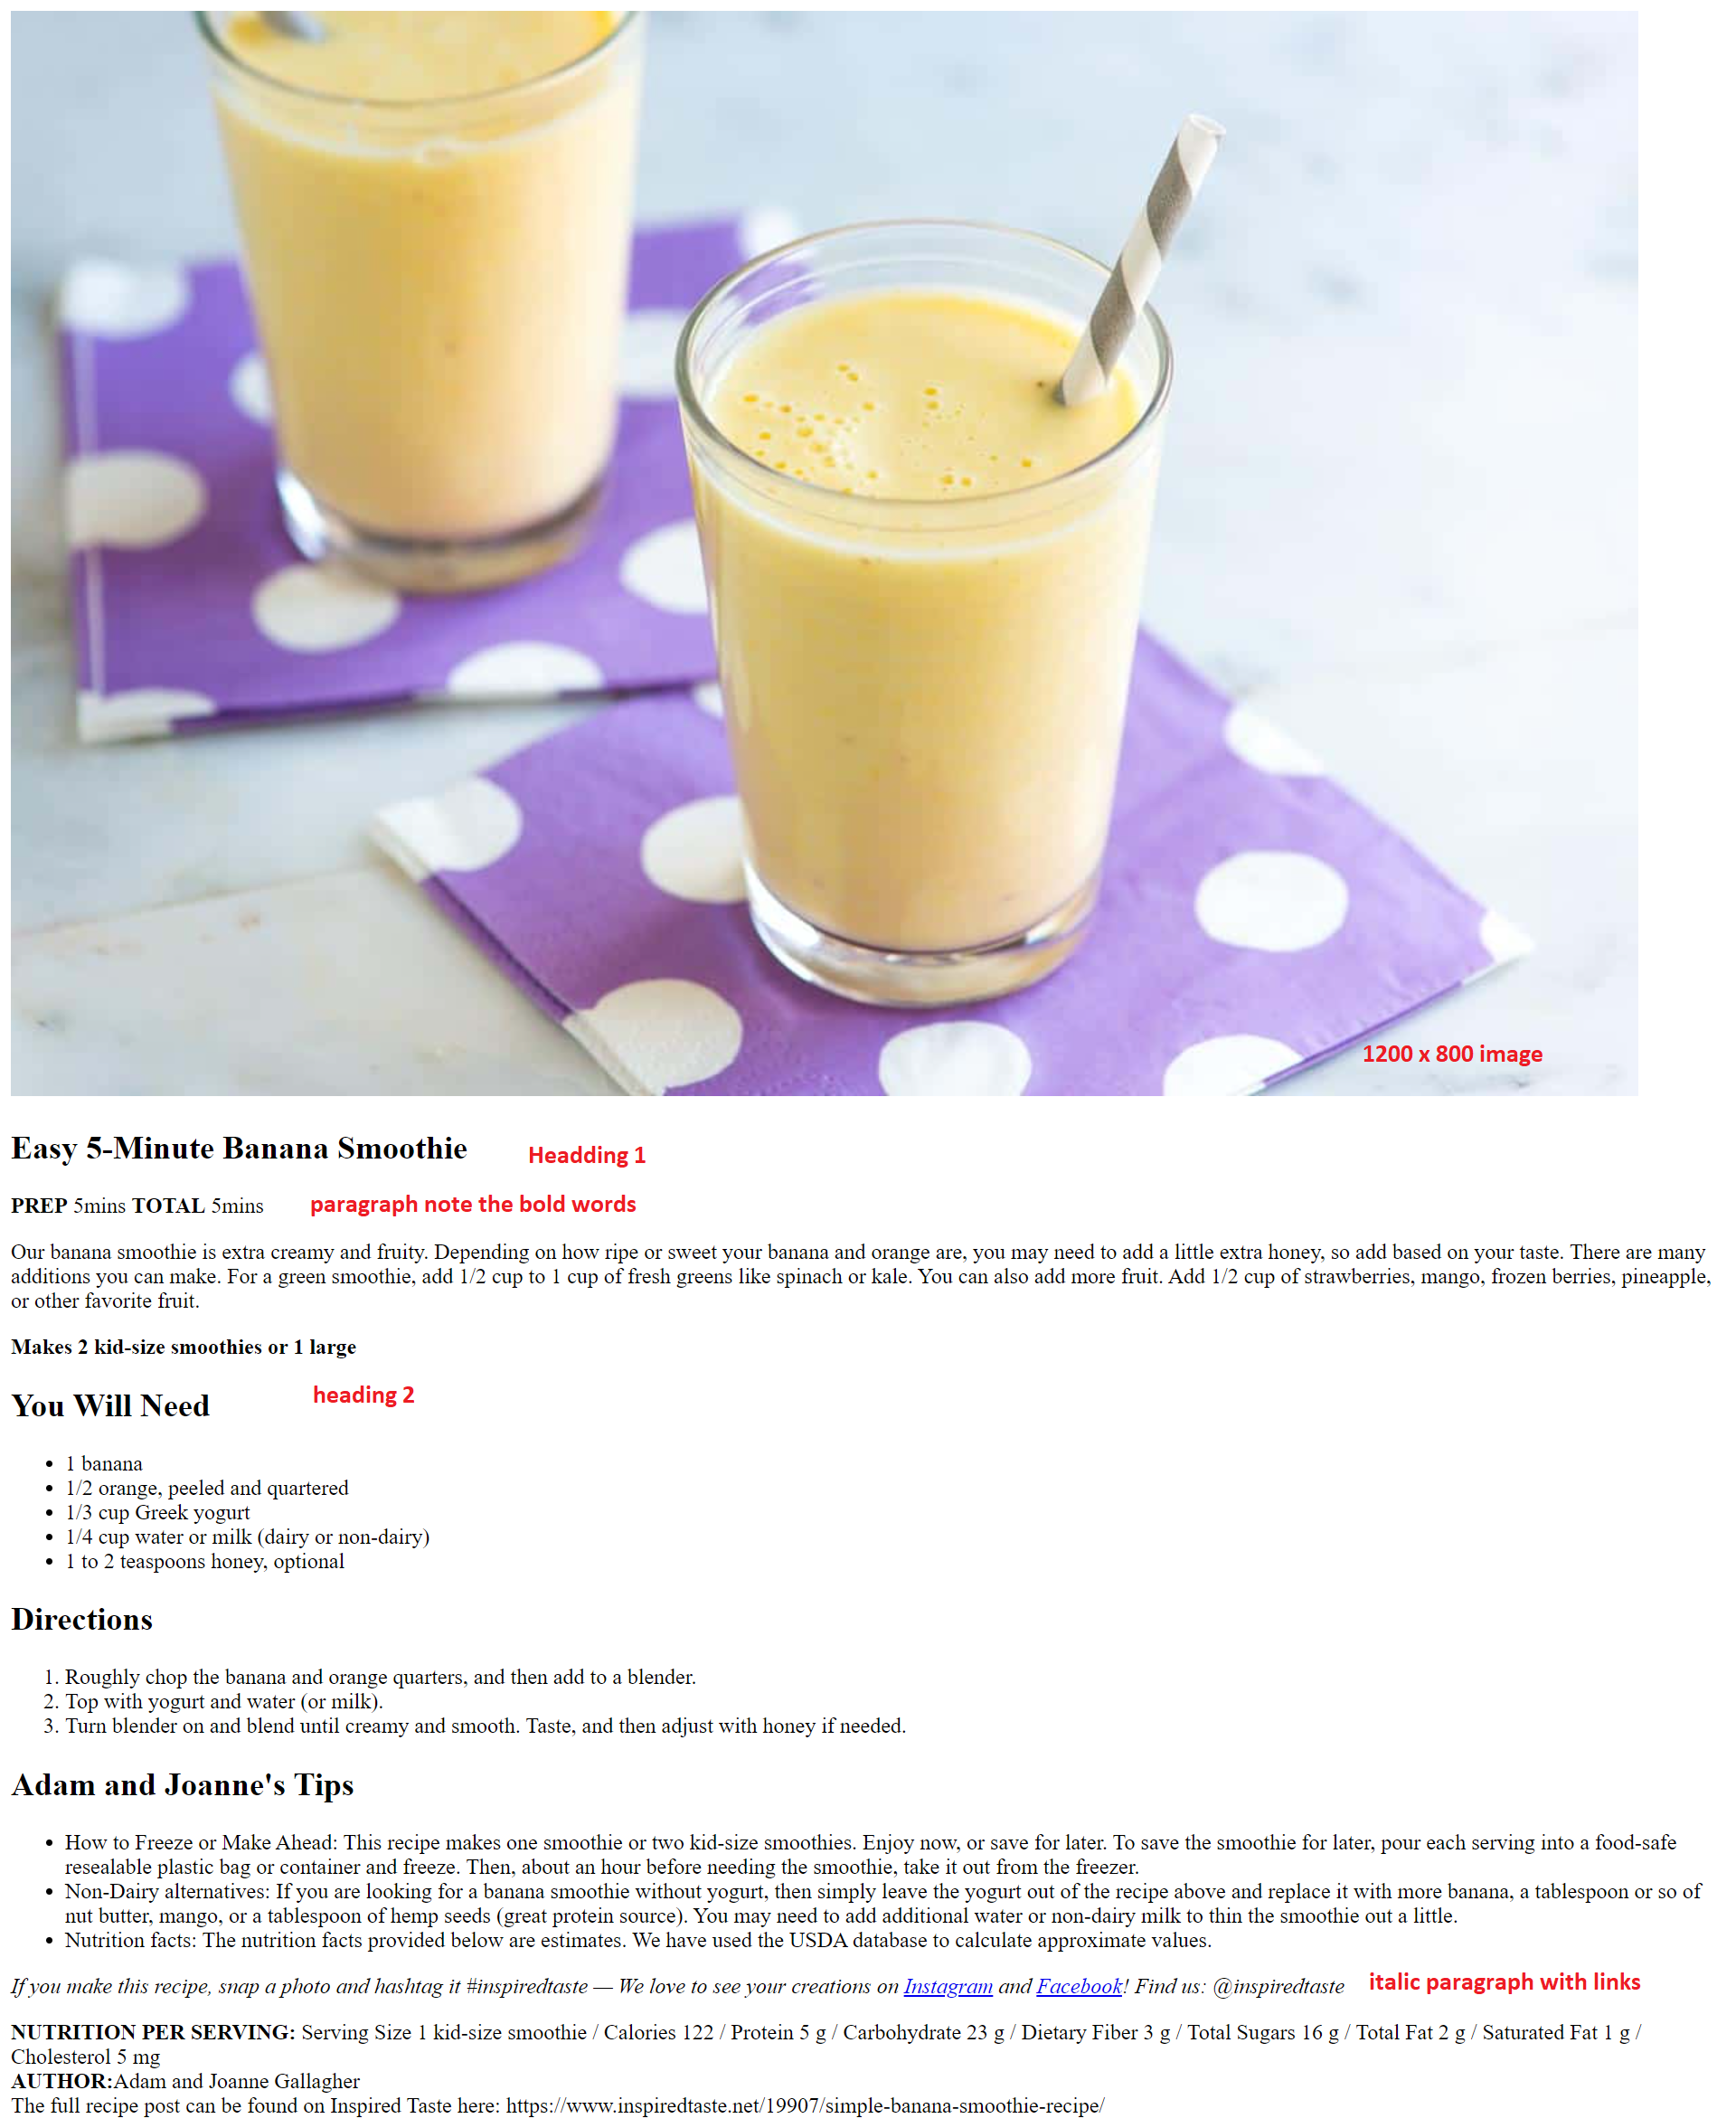 1200 x 800 image
Easy 5-Minute Banana Smoothie
Headding 1
PREP 5mins TOTAL 5mins
paragraph note the bold words
Our banana smoothie is extra creamy and fruity. Depending on how ripe or sweet your banana and orange are, you may need to add a little extra honey, so add based on your taste. There are many
additions you can make. For a green smoothie, add 1/2 cup to 1 cup of fresh greens like spinach or kale. You can also add more fruit. Add 1/2 cup of strawberries, mango, frozen berries, pineapple,
or other favorite fruit.
Makes 2 kid-size smoothies or 1 large
You Will Need
heading 2
• 1 banana
• 1/2 orange, peeled and quartered
• 1/3 cup Greek yogurt
• 1/4 cup water or milk (dairy or non-dairy)
• 1 to 2 teaspoons honey, optional
Directions
1. Roughly chop the banana and orange quarters, and then add to a blender.
2. Top with yogurt and water (or milk).
3. Turn blender on and blend until creamy and smooth. Taste, and then adjust with honey if needed.
Adam and Joanne's Tips
• How to Freeze or Make Ahead: This recipe makes one smoothie or two kid-size smoothies. Enjoy now, or save for later. To save the smoothie for later, pour each serving into a food-safe
resealable plastic bag or container and freeze. Then, about an hour before needing the smoothie, take it out from the freezer.
• Non-Dairy alternatives: If you are looking for a banana smoothie without yogurt, then simply leave the yogurt out of the recipe above and replace it with more banana, a tablespoon or so of
nut butter, mango, or a tablespoon of hemp seeds (great protein source). You may need to add additional water or non-dairy milk to thin the smoothie out a little.
• Nutrition facts: The nutrition facts provided below are estimates. We have used the USDA database to calculate approximate values.
If you make this recipe, snap a photo and hashtag it #inspiredtaste — We love to see your creations on Instagram and Facebook! Find us: @inspiredtaste
italic paragraph with links
NUTRITION PER SERVING: Serving Size 1 kid-size smoothie / Calories 122 / Protein 5 g / Carbohydrate 23 g / Dietary Fiber 3 g / Total Sugars 16 g / Total Fat 2 g / Saturated Fat 1 g /
Cholesterol 5 mg
AUTHOR:Adam and Joanne Gallagher
The full recipe post can be found on Inspired Taste here: https://www.inspiredtaste.net/19907/simple-banana-smoothie-recipe/